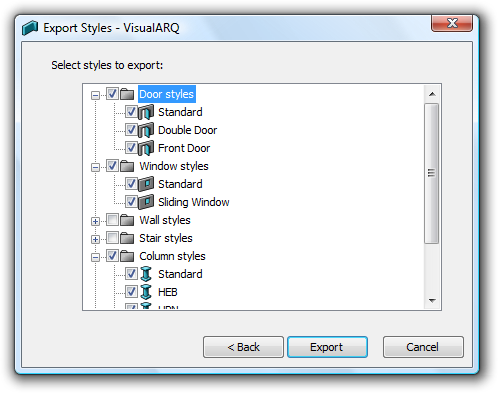 Export Styles - VisualARQ
Select styles to export:
Door styles
Standard
Double Door
Front Door
Window styles
Standard
Sliding Window
Wall styles
Stair styles
Column styles
Standard
HEB
< Back Export Cancel